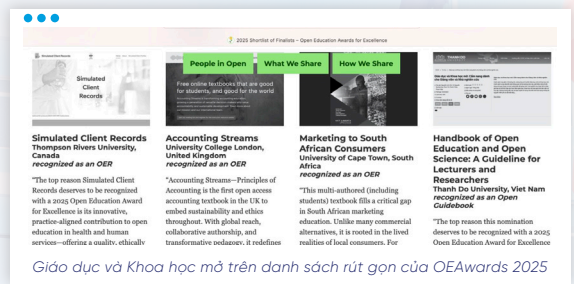 2025 Shortlist of Finalists – Open Education Award for Excellence
People in Open
What We Share
How We Share
Simulated
Client
Records
Free online textbooks that are good
for students, and good for the world
Simulated Client Records
Thompson Rivers University,
Canada
recognized as an OER
"The top reason Simulated Client
Records deserves to be recognized
with a 2025 Open Education Award
for Excellence is its innovative,
practice-aligned contribution to open
education in health and human
services—offering a quality, ethically
Accounting Streams
University College London,
United Kingdom
recognized as an OER
"Accounting Streams—Principles of
Accounting is the first open access
accounting textbook in the UK to
embed sustainability and ethics
throughout. With global reach,
collaborative authorship, and
transformative pedagogy, it redefines
Marketing to South
African Consumers
University of Cape Town, South
Africa
recognized as an OER
"This multi-authored (including
students) textbook fills a critical gap
in South African marketing
education. Unlike many commercial
alternatives, it is rooted in the lived
realities of local consumers. For
Handbook of Open
Education and Open
Science: A Guideline for
Lecturers and
Researchers
Thanh Do University, Viet Nam
recognized as an Open
Guidebook
"The top reason this nomination
deserves to be recognized with a 2025
Open Education Award for Excellence
Giáo dục và Khoa học mở trên danh sách rút gọn của OEAwards 2025